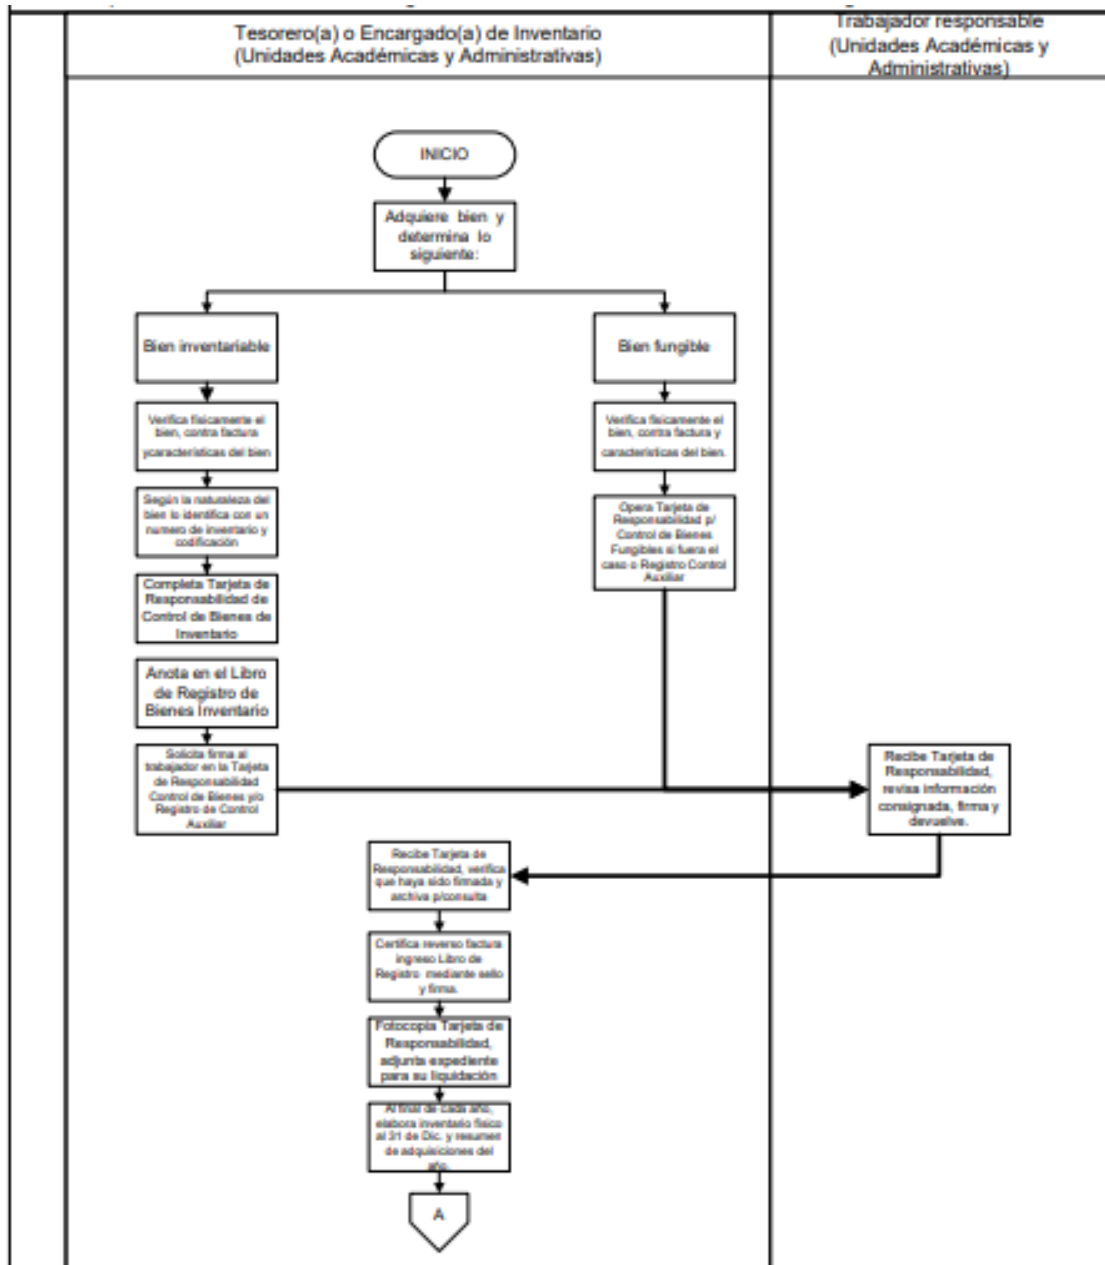 Tesorero(a) o Encargado(a) de Inventario
(Unidades Académicas y Administrativas)
Trabajador responsable
(Unidades Académicas y
Administrativas)
INICIO
Adquiere bien y
determina lo
siguiente:
Bien inventariable
Bien fungible
Verifica físicamente el
bien, contra factura
ycaracterísticas del bien
Verifica físicamente el
bien, contra factura y
características del bien.
Según la naturaleza del
bien lo identifica con un
numero de inventario y
codificación
Opera Tarjeta de
Responsabilidad p/
Control de Bienes
Fungibles si fuera el
caso o Registro Control
Auxiliar
Completa Tarjeta de
Responsabilidad de
Control de Bienes de
Inventario
Anota en el Libro
de Registro de
Bienes Inventario
Solicita firma al
trabajador en la Tarjeta
de Responsabilidad
Control de Bienes y/o
Registro de Control
Auxiliar
Recibe Tarjeta de
Responsabilidad,
revisa información
consignada, firma y
devuelve.
Recibe Tarjeta de
Responsabilidad, verifica
que haya sido firmada y
archiva p/consulta
Certifica reverso factura
ingreso Libro de
Registro mediante sello
y firma.
Fotocopia Tarjeta de
Responsabilidad,
adjunta expediente
para su liquidación
Al final de cada año,
elabora inventario físico
al 31 de Dic. y resumen
de adquisiciones del
año.
A